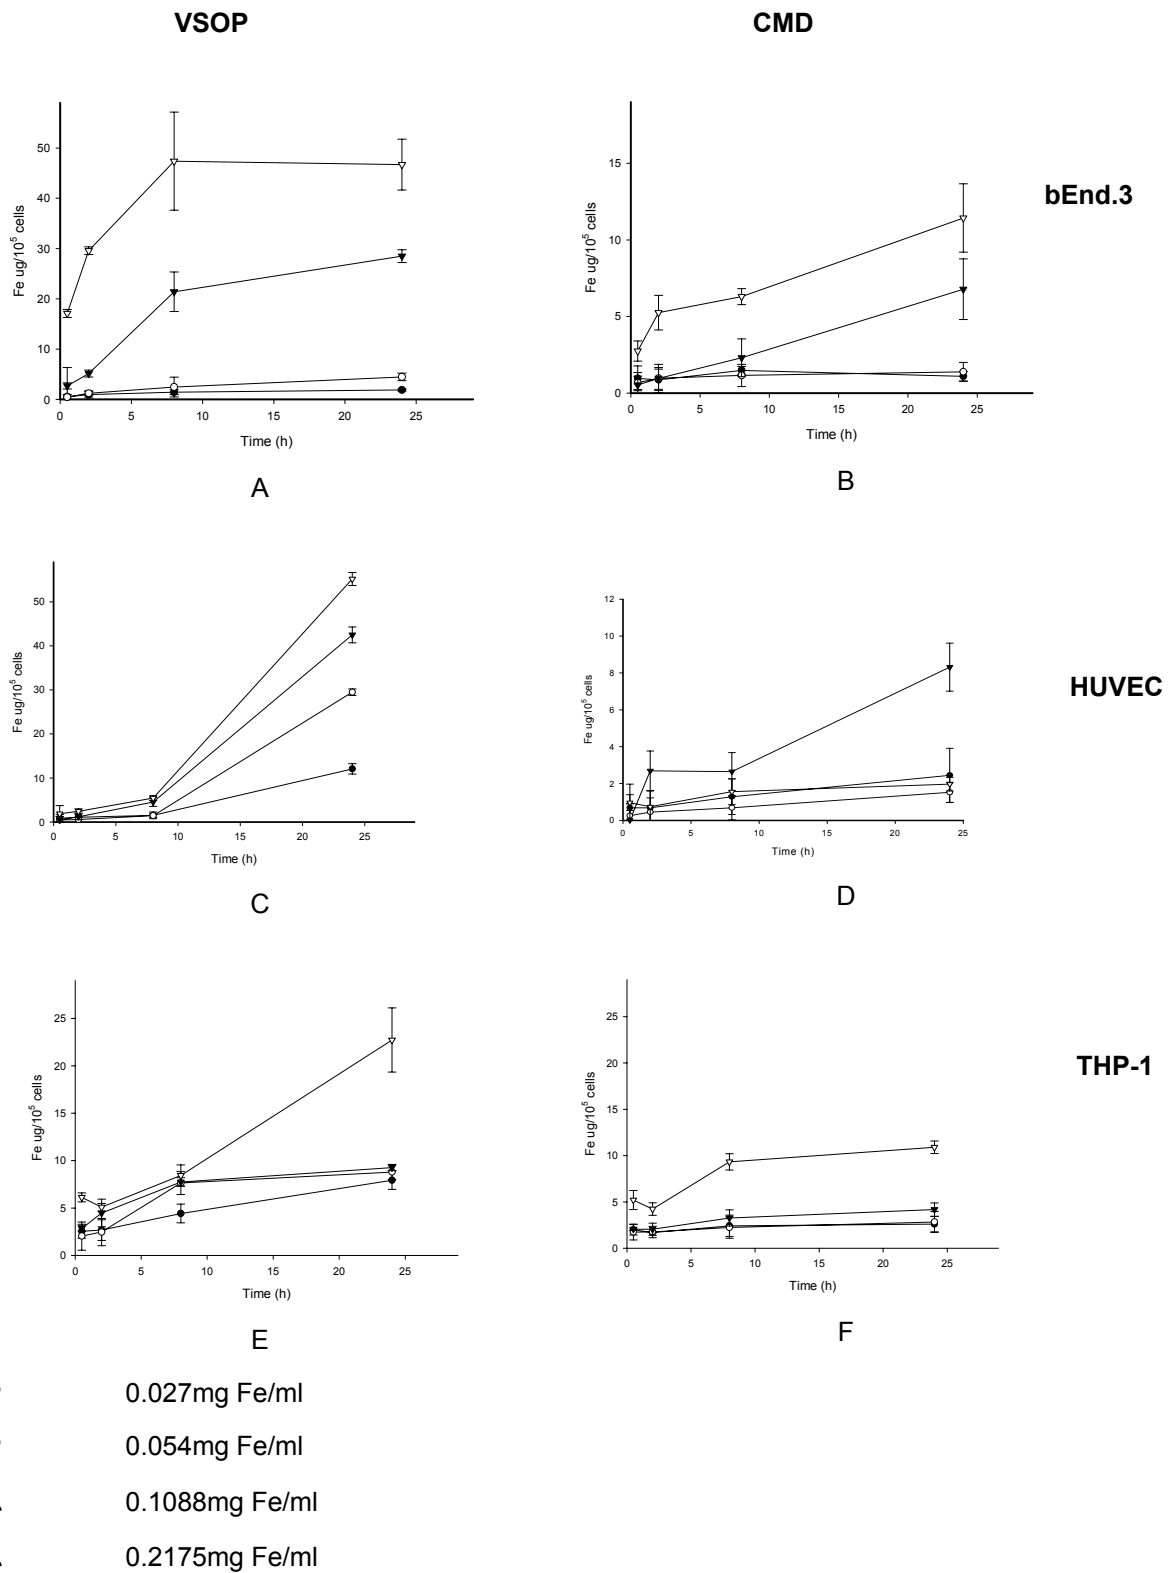 VSOP CMD
50
40
30
20
10
0
Fe ug/10⁵ cells
0 5 10 15 20 25
Time (h)
A
15
10
5
0
Fe ug/10⁵ cells
0 5 10 15 20 25
Time (h)
B
bEnd.3
50
40
30
20
10
0
Fe ug/10⁵ cells
0 5 10 15 20 25
Time (h)
C
12
10
8
6
4
2
0
Fe ug/10⁵ cells
0 5 10 15 20 25
Time (h)
D
HUVEC
25
20
15
10
5
0
Fe ug/10⁵ cells
0 5 10 15 20 25
Time (h)
E
25
20
15
10
5
0
Fe ug/10⁵ cells
0 5 10 15 20 25
Time (h)
F
THP-1
0.027mg Fe/ml
0.054mg Fe/ml
0.1088mg Fe/ml
0.2175mg Fe/ml